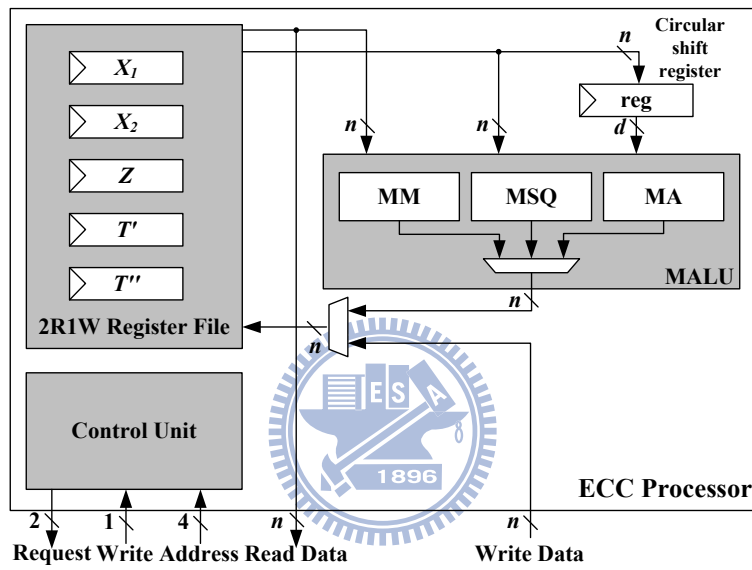 Circular
shift
register
n
X1
reg
X2
n
n
d
Z
MM
MSQ
MA
T'
T''
MALU
n
2R1W Register File
n
E S A
Control Unit
1896
ECC Processor
2
1
4
n
n
Request
Write
Address
Read Data
Write Data